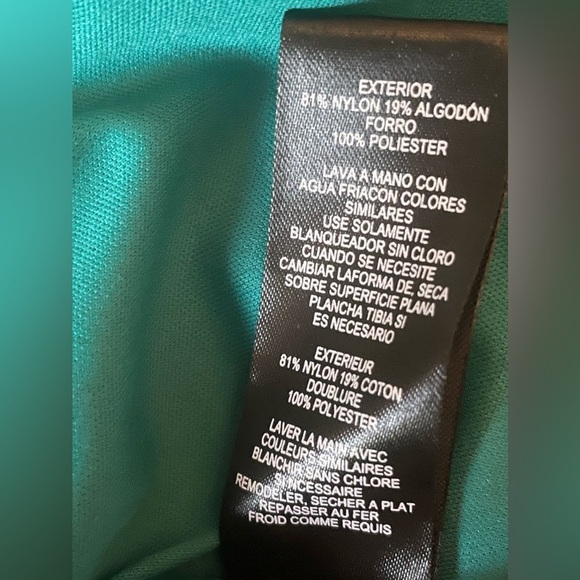 EXTERIOR
81% NYLON 19% ALGODÓN
FORRO
100% POLIESTER
LAVA A MANO CON
AGUA FRIACON COLORES
SIMILARES
USE SOLAMENTE
BLANQUEADOR SIN CLORO
CUANDO SE NECESITE
CAMBIAR LAFORMA DE, SECA
SOBRE SUPERFICIE PLANA
PLANCHA TIBIA SI
ES NECESARIO
EXTERIEUR
81% NYLON 19% COTON
DOUBLURE
100% POLYESTER
LAVER LA MAIN AVEC
COULEURS SIMILAIRES
BLANCHIR SANS CHLORE
SI NCESSAIRE
REMODELER, SECHER A PLAT
REPASSER AU FER
FROID COMME REQUIS